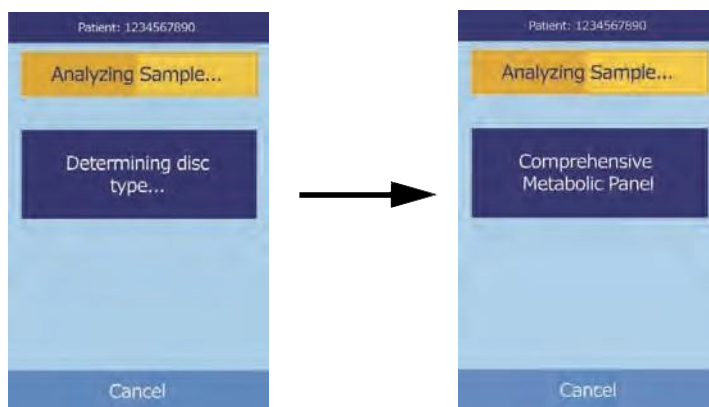 Patient: 1234567890
Analyzing Sample...
Determining disc
type...
Cancel
Patient: 1234567890
Analyzing Sample...
Comprehensive
Metabolic Panel
Cancel